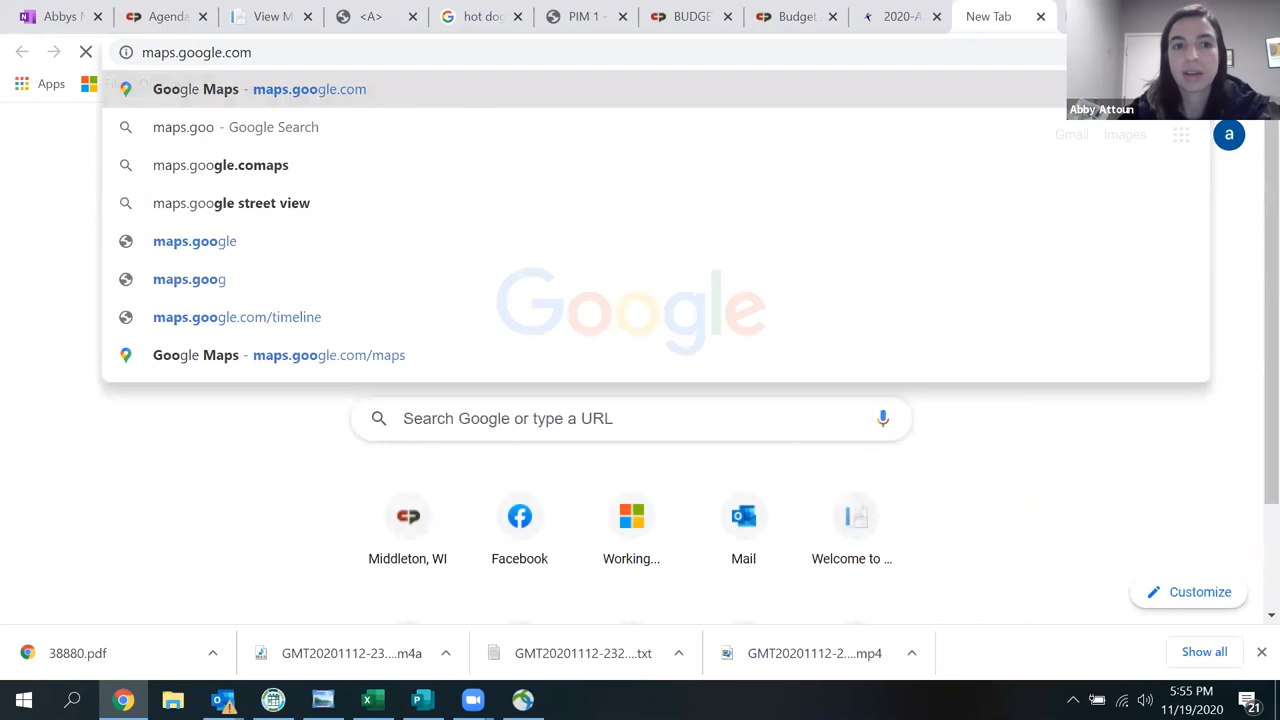 Abbys N
Agenda
View M
<A>
hot dog
PIM 1 -
BUDGE
Budget
2020-A
New Tab
maps.google.com
Apps
Google Maps - maps.google.com
maps.goo - Google Search
maps.google.comaps
maps.google street view
maps.google
maps.goog
maps.google.com/timeline
Google Maps - maps.google.com/maps
Abby Attoun
Gmail Images
a
Google
Search Google or type a URL
Middleton, WI
Facebook
Working...
Mail
Welcome to ...
Customize
38880.pdf
GMT20201112-23....m4a
GMT20201112-232....txt
GMT20201112-2....mp4
Show all
5:55 PM
11/19/2020
21